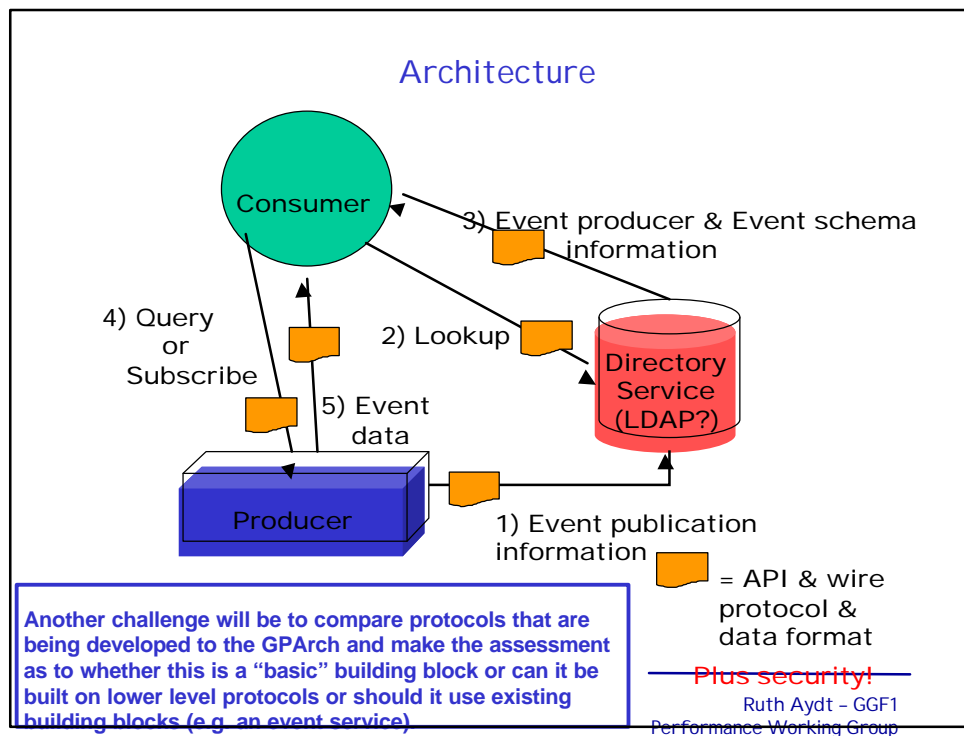 Architecture
Consumer
3) Event producer & Event schema
information
4) Query
or
Subscribe
2) Lookup
Directory
Service
(LDAP?)
5) Event
data
Producer
1) Event publication
information
= API & wire
protocol &
data format
Another challenge will be to compare protocols that are
being developed to the GPArch and make the assessment
as to whether this is a “basic” building block or can it be
built on lower level protocols or should it use existing
building blocks (e.g. an event service)
Plus security!
Ruth Aydt – GGF1
Performance Working Group